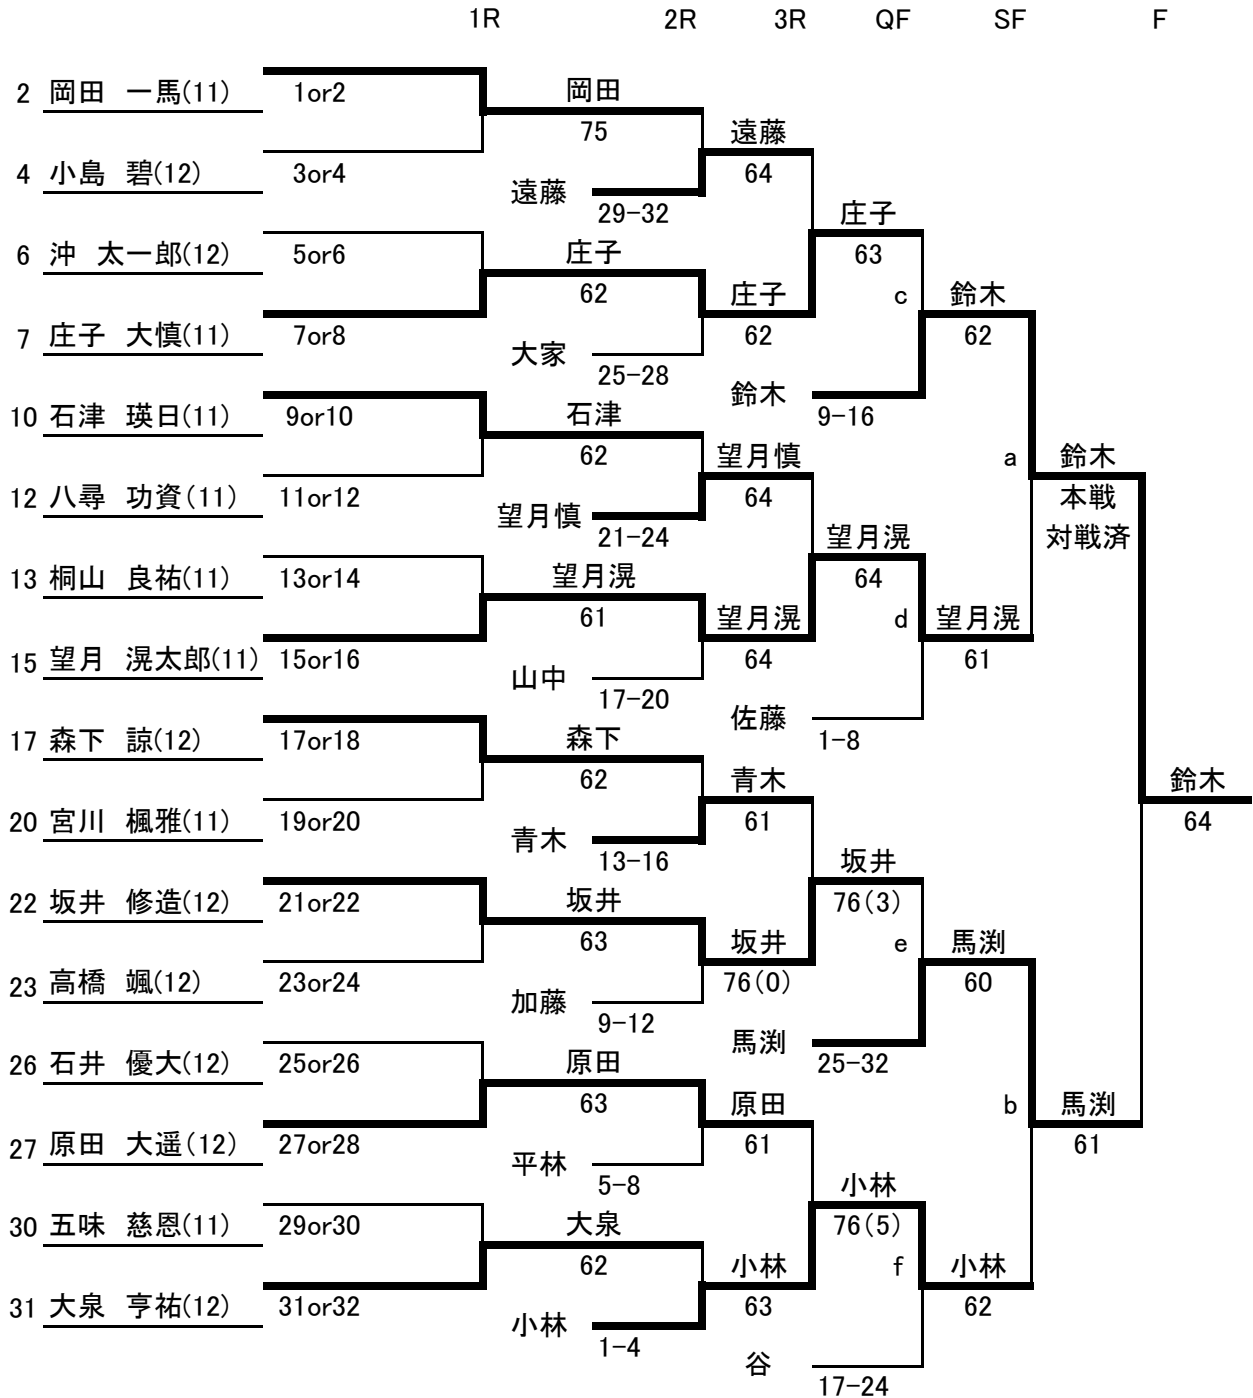 1R 2R 3R QF SF F
2 岡田 一馬(11) 1or2 岡田
75 遠藤
4 小島 碧(12) 3or4 64
遠藤 29-32 庄子
6 沖 太一郎(12) 5or6 庄子 63
62 庄子 c 鈴木
7 庄子 大慎(11) 7or8 62 62
大家 25-28 鈴木 9-16
10 石津 瑛日(11) 9or10 石津
62 望月慎 a 鈴木
12 八尋 功資(11) 11or12 64 本戦
望月慎 21-24 望月滉 対戦済
13 桐山 良祐(11) 13or14 望月滉 64
61 望月滉 d 望月滉
15 望月 滉太郎(11) 15or16 64 61
山中 17-20 佐藤 1-8
17 森下 諒(12) 17or18 森下
62 青木 鈴木
20 宮川 楓雅(11) 19or20 61 64
青木 13-16 坂井
22 坂井 修造(12) 21or22 坂井 76(3)
63 坂井 e 馬渕
23 高橋 颯(12) 23or24 76(0) 60
加藤 9-12 馬渕 25-32
26 石井 優大(12) 25or26 原田
63 原田 b 馬渕
27 原田 大遥(12) 27or28 61 61
平林 5-8 小林
30 五味 慈恩(11) 29or30 大泉 76(5)
62 小林 f 小林
31 大泉 亨祐(12) 31or32 63 62
小林 1-4 谷 17-24